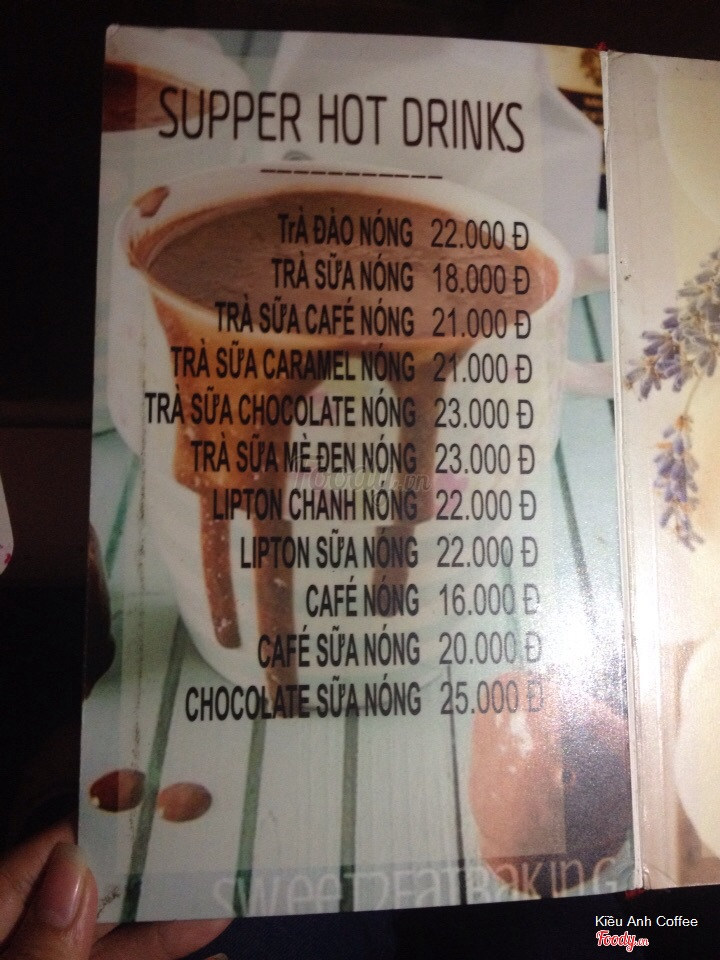 SUPPER HOT DRINKS
TrÀ ĐÀO NÓNG 22.000 Đ
TRÀ SỮA NÓNG 18.000 Đ
TRÀ SỮA CAFÉ NÓNG 21.000 Đ
TRÀ SỮA CARAMEL NÓNG 21.000 Đ
TRÀ SỮA CHOCOLATE NÓNG 23.000 Đ
TRÀ SỮA MÈ ĐEN NÓNG 23.000 Đ
Foody.vn
LIPTON CHANH NÓNG 22.000 Đ
LIPTON SỮA NÓNG 22.000 Đ
CAFÉ NÓNG 16.000 Đ
CAFÉ SỮA NÓNG 20.000 Đ
CHOCOLATE SỮA NÓNG 25.000 Đ
SWEET2EATBAKING
Kiều Anh Coffee
Foody.vn